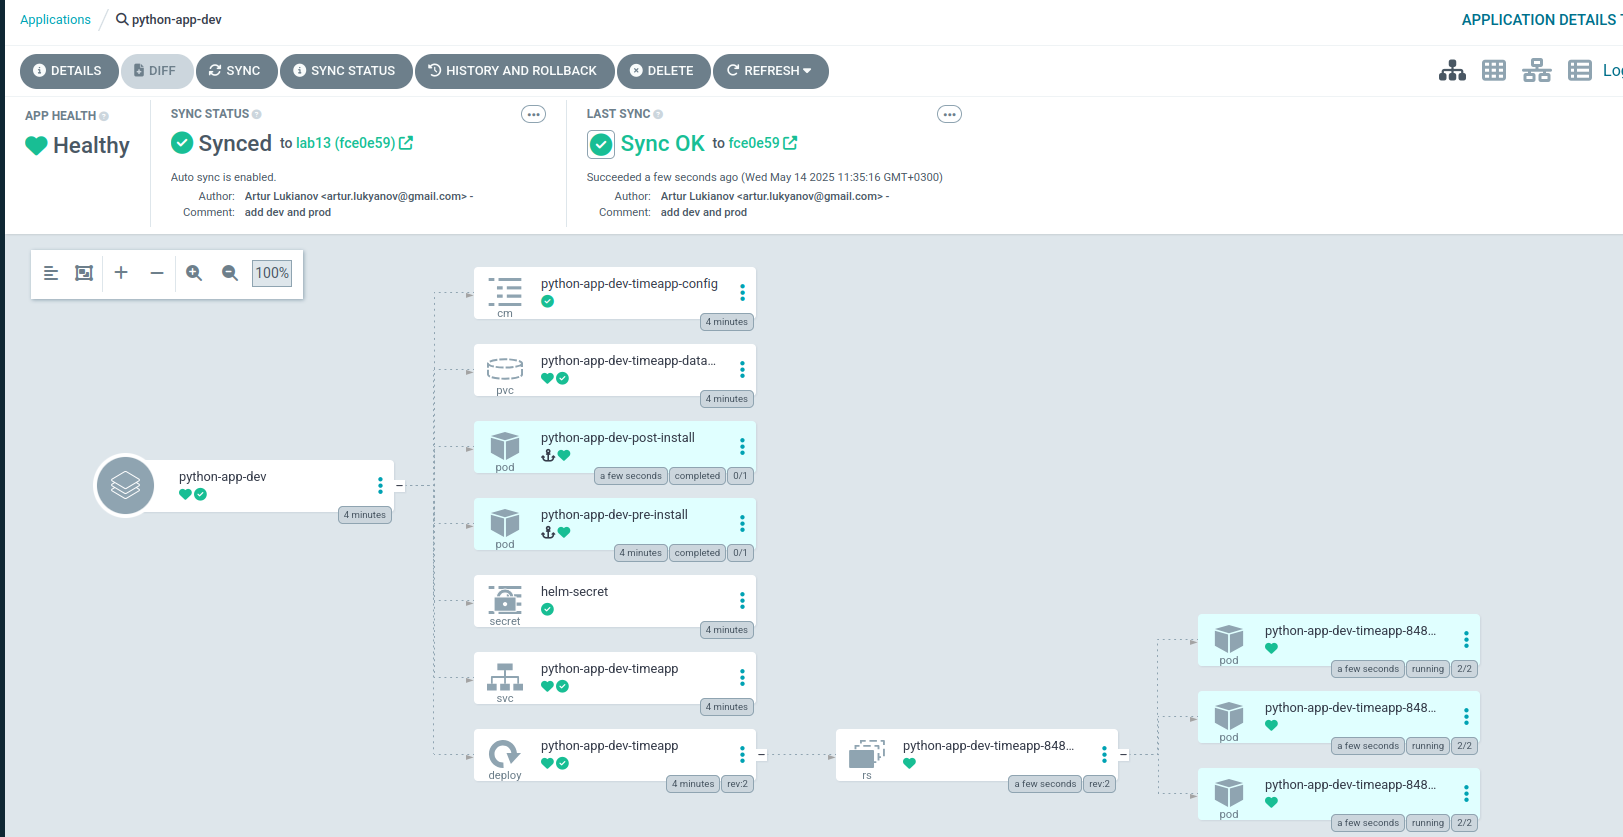 Applications / python-app-dev
APPLICATION DETAILS
DETAILS DIFF SYNC SYNC STATUS HISTORY AND ROLLBACK DELETE REFRESH
APP HEALTH
Healthy
SYNC STATUS
Synced to lab13 (fce0e59)
Auto sync is enabled.
Author: Artur Lukianov <artur.lukyanov@gmail.com> -
Comment: add dev and prod
LAST SYNC
Sync OK to fce0e59
Succeeded a few seconds ago (Wed May 14 2025 11:35:16 GMT+0300)
Author: Artur Lukianov <artur.lukyanov@gmail.com> -
Comment: add dev and prod
100%
python-app-dev
4 minutes
python-app-dev-timeapp-config
cm
4 minutes
python-app-dev-timeapp-data...
pvc
4 minutes
python-app-dev-post-install
pod
a few seconds completed 0/1
python-app-dev-pre-install
pod
4 minutes completed 0/1
helm-secret
secret
4 minutes
python-app-dev-timeapp
svc
4 minutes
python-app-dev-timeapp
deploy
4 minutes rev:2
python-app-dev-timeapp-848...
rs
a few seconds rev:2
python-app-dev-timeapp-848...
pod
a few seconds running 2/2
python-app-dev-timeapp-848...
pod
a few seconds running 2/2
python-app-dev-timeapp-848...
pod
a few seconds running 2/2